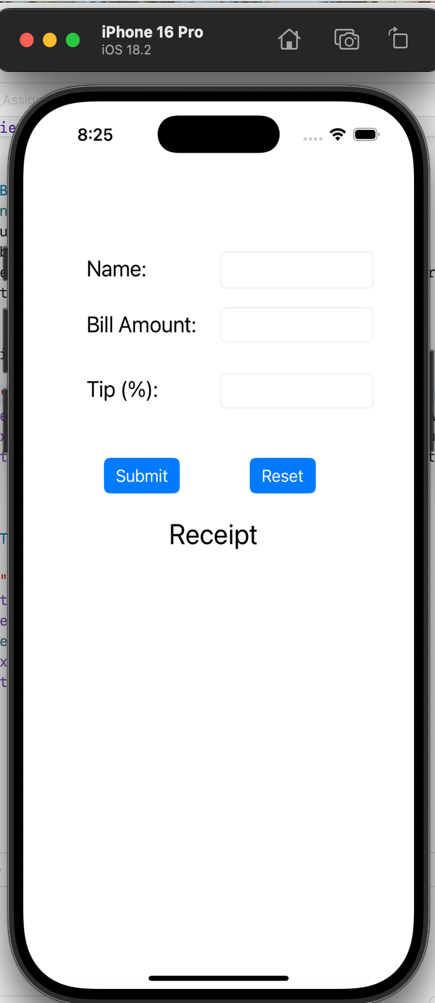 iPhone 16 Pro
iOS 18.2
8:25
Name:
Bill Amount:
Tip (%):
Submit Reset
Receipt